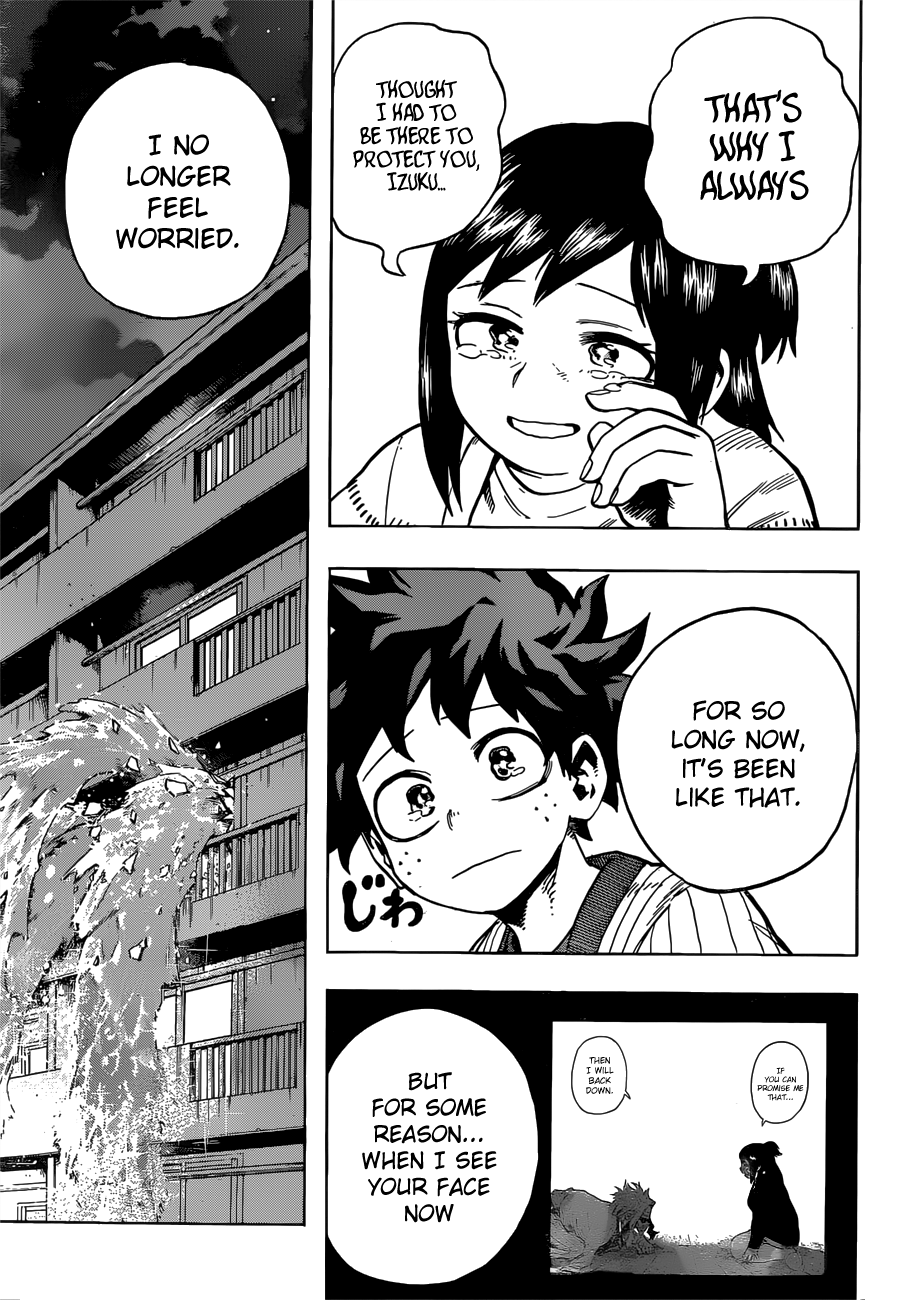 THAT'S
WHY I
ALWAYS
THOUGHT
I HAD TO
BE THERE TO
PROTECT YOU,
IZUKU...
FOR SO
LONG NOW,
IT'S BEEN
LIKE THAT.
じわ
IF
YOU CAN
PROMISE ME
THAT...
THEN
I WILL
BACK
DOWN.
BUT
FOR SOME
REASON...
WHEN I SEE
YOUR FACE
NOW
I NO
LONGER
FEEL
WORRIED.